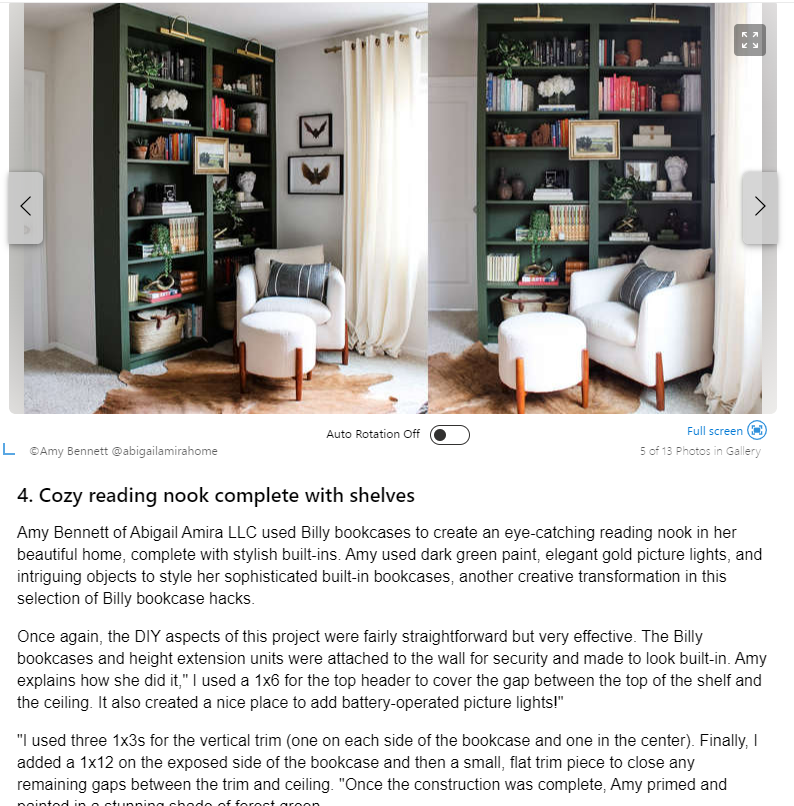 Auto Rotation Off
Full screen
©Amy Bennett @abigailamirahome
5 of 13 Photos in Gallery
4. Cozy reading nook complete with shelves
Amy Bennett of Abigail Amira LLC used Billy bookcases to create an eye-catching reading nook in her
beautiful home, complete with stylish built-ins. Amy used dark green paint, elegant gold picture lights, and
intriguing objects to style her sophisticated built-in bookcases, another creative transformation in this
selection of Billy bookcase hacks.
Once again, the DIY aspects of this project were fairly straightforward but very effective. The Billy
bookcases and height extension units were attached to the wall for security and made to look built-in. Amy
explains how she did it," I used a 1x6 for the top header to cover the gap between the top of the shelf and
the ceiling. It also created a nice place to add battery-operated picture lights!"
"I used three 1x3s for the vertical trim (one on each side of the bookcase and one in the center). Finally, I
added a 1x12 on the exposed side of the bookcase and then a small, flat trim piece to close any
remaining gaps between the trim and ceiling. "Once the construction was complete, Amy primed and
painted in a stunning shade of forest green